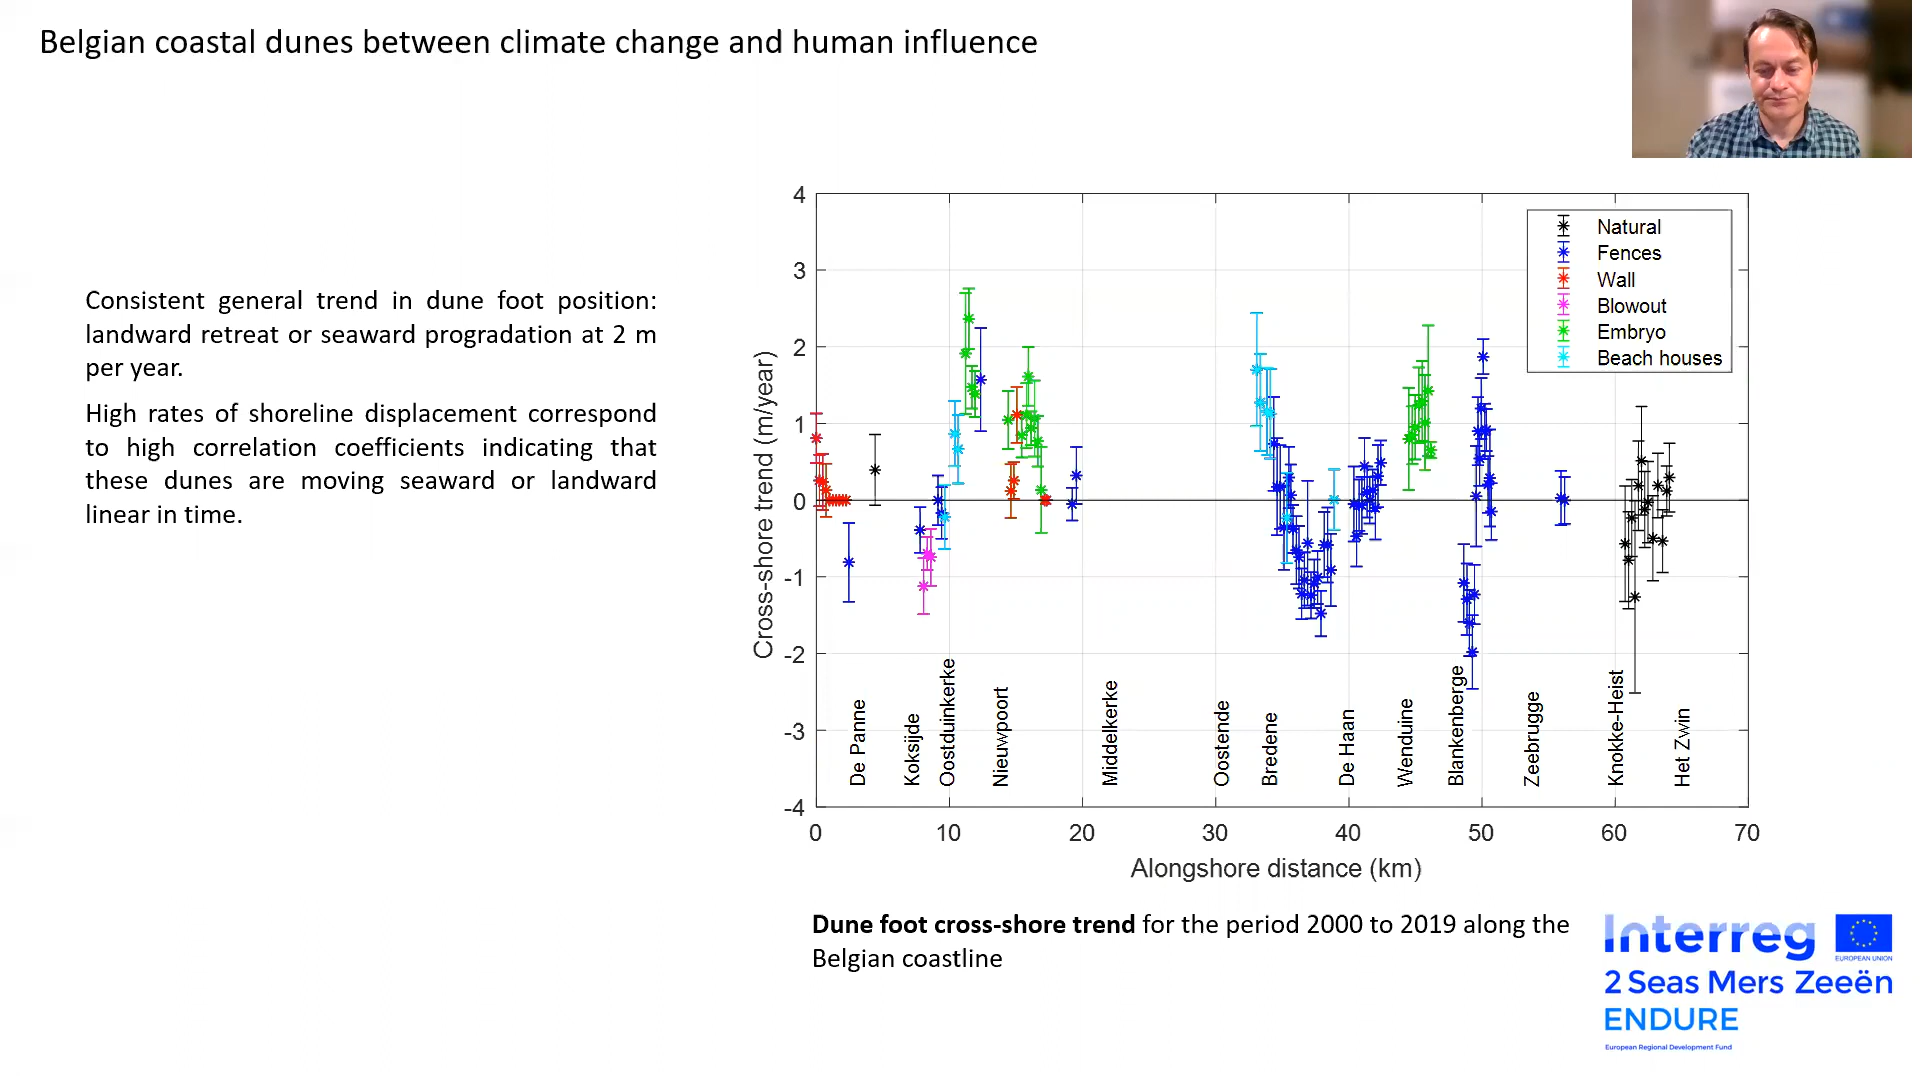 Belgian coastal dunes between climate change and human influence
Consistent general trend in dune foot position:
landward retreat or seaward progradation at 2 m
per year.
High rates of shoreline displacement correspond
to high correlation coefficients indicating that
these dunes are moving seaward or landward
linear in time.
Cross-shore trend (m/year)
4
3
2
1
0
-1
-2
-3
-4
Natural
Fences
Wall
Blowout
Embryo
Beach houses
De Panne
Koksijde
Oostduinkerke
Nieuwpoort
Middelkerke
Oostende
Bredene
De Haan
Wenduine
Blankenberge
Zeebrugge
Knokke-Heist
Het Zwin
0 10 20 30 40 50 60 70
Alongshore distance (km)
Dune foot cross-shore trend for the period 2000 to 2019 along the
Belgian coastline
Interreg
EUROPEAN UNION
2 Seas Mers Zeeën
ENDURE
European Regional Development Fund